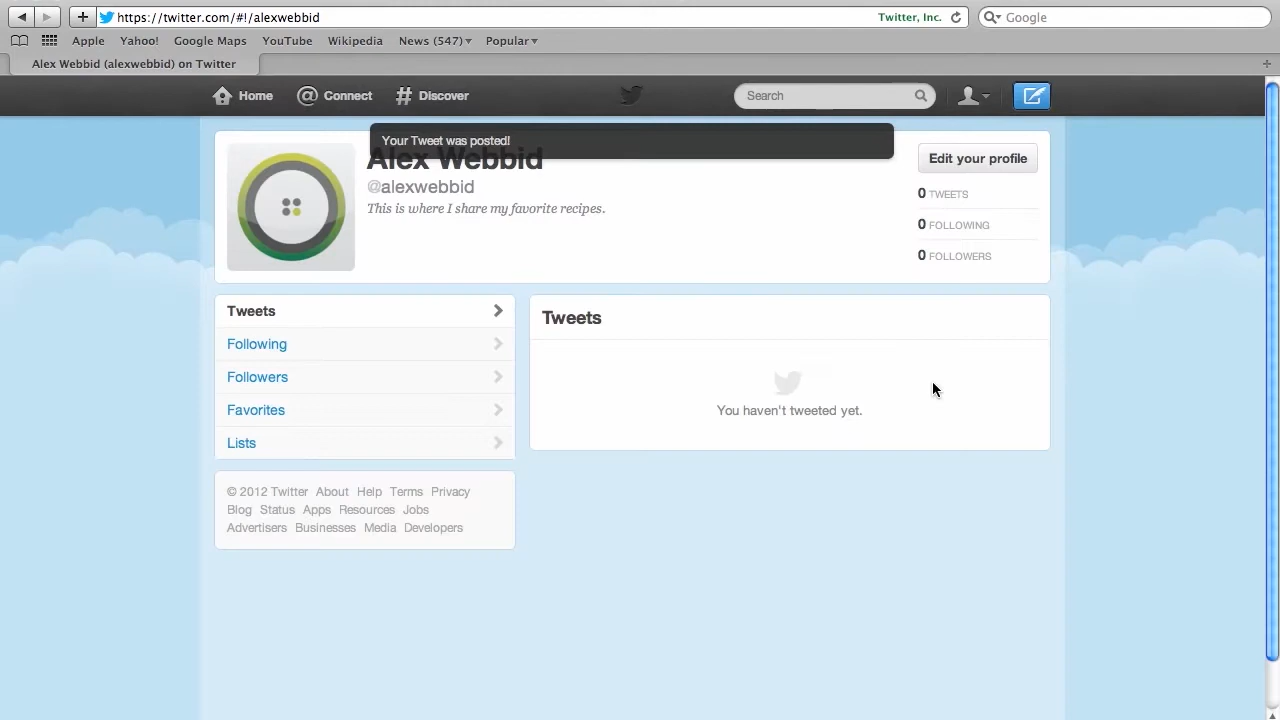 https://twitter.com/#!/alexwebbid
Twitter, Inc.
Google
Apple Yahoo! Google Maps YouTube Wikipedia News (547) Popular
Alex Webbid (alexwebbid) on Twitter
Home @ Connect # Discover
Search
Your Tweet was posted!
Alex Webbid
@alexwebbid
This is where I share my favorite recipes.
Edit your profile
0 TWEETS
0 FOLLOWING
0 FOLLOWERS
Tweets
Following
Followers
Favorites
Lists
Tweets
You haven't tweeted yet.
© 2012 Twitter About Help Terms Privacy
Blog Status Apps Resources Jobs
Advertisers Businesses Media Developers